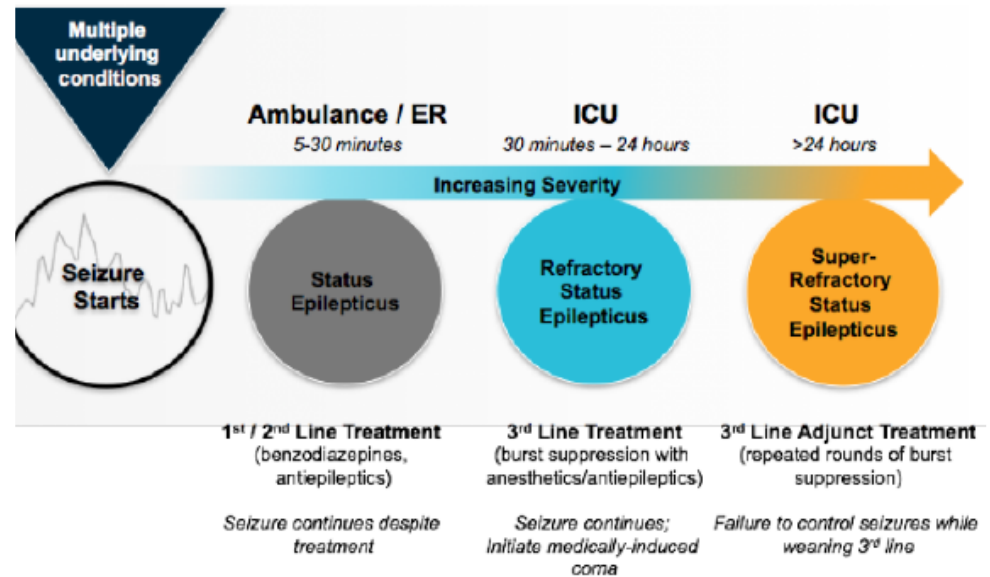 Multiple
underlying
conditions
Ambulance / ER
5-30 minutes
ICU
30 minutes – 24 hours
ICU
>24 hours
Increasing Severity
Seizure
Starts
Status
Epilepticus
Refractory
Status
Epilepticus
Super-
Refractory
Status
Epilepticus
1st / 2nd Line Treatment
(benzodiazepines,
antiepileptics)
Seizure continues despite
treatment
3rd Line Treatment
(burst suppression with
anesthetics/antiepileptics)
Seizure continues;
Initiate medically-induced
coma
3rd Line Adjunct Treatment
(repeated rounds of burst
suppression)
Failure to control seizures while
weaning 3rd line